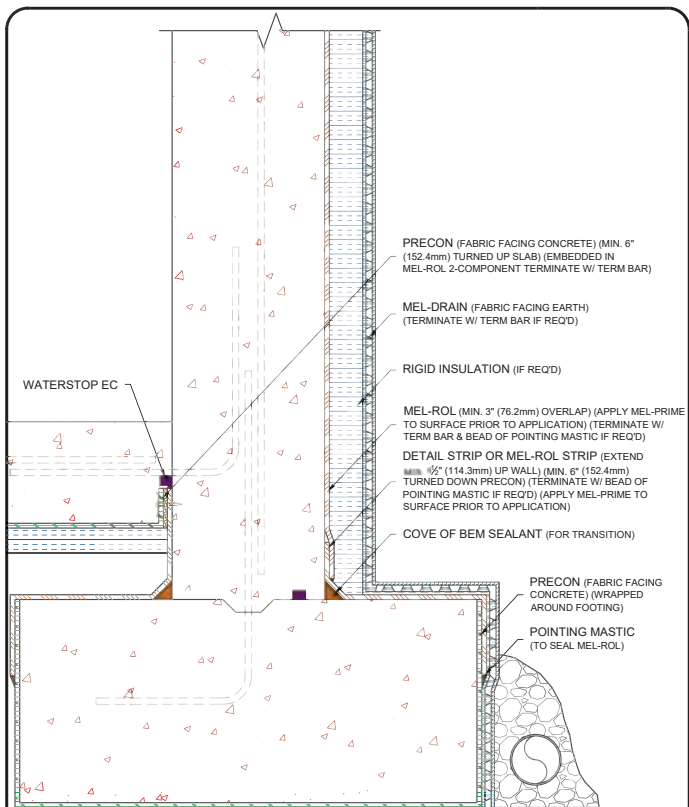 PRECON (FABRIC FACING CONCRETE) (MIN. 6"
(152.4mm) TURNED UP SLAB) (EMBEDDED IN
MEL-ROL 2-COMPONENT TERMINATE W/ TERM BAR)
MEL-DRAIN (FABRIC FACING EARTH)
(TERMINATE W/ TERM BAR IF REQ'D)
RIGID INSULATION (IF REQ'D)
WATERSTOP EC
MEL-ROL (MIN. 3" (76.2mm) OVERLAP) (APPLY MEL-PRIME
TO SURFACE PRIOR TO APPLICATION) (TERMINATE W/
TERM BAR & BEAD OF POINTING MASTIC IF REQ'D)
DETAIL STRIP OR MEL-ROL STRIP (EXTEND
(114.3mm) UP WALL) (MIN. 6" (152.4mm)
TURNED DOWN PRECON) (TERMINATE W/ BEAD OF
POINTING MASTIC IF REQ'D) (APPLY MEL-PRIME TO
SURFACE PRIOR TO APPLICATION)
COVE OF BEM SEALANT (FOR TRANSITION)
PRECON (FABRIC FACING
CONCRETE) (WRAPPED
AROUND FOOTING)
POINTING MASTIC
(TO SEAL MEL-ROL)